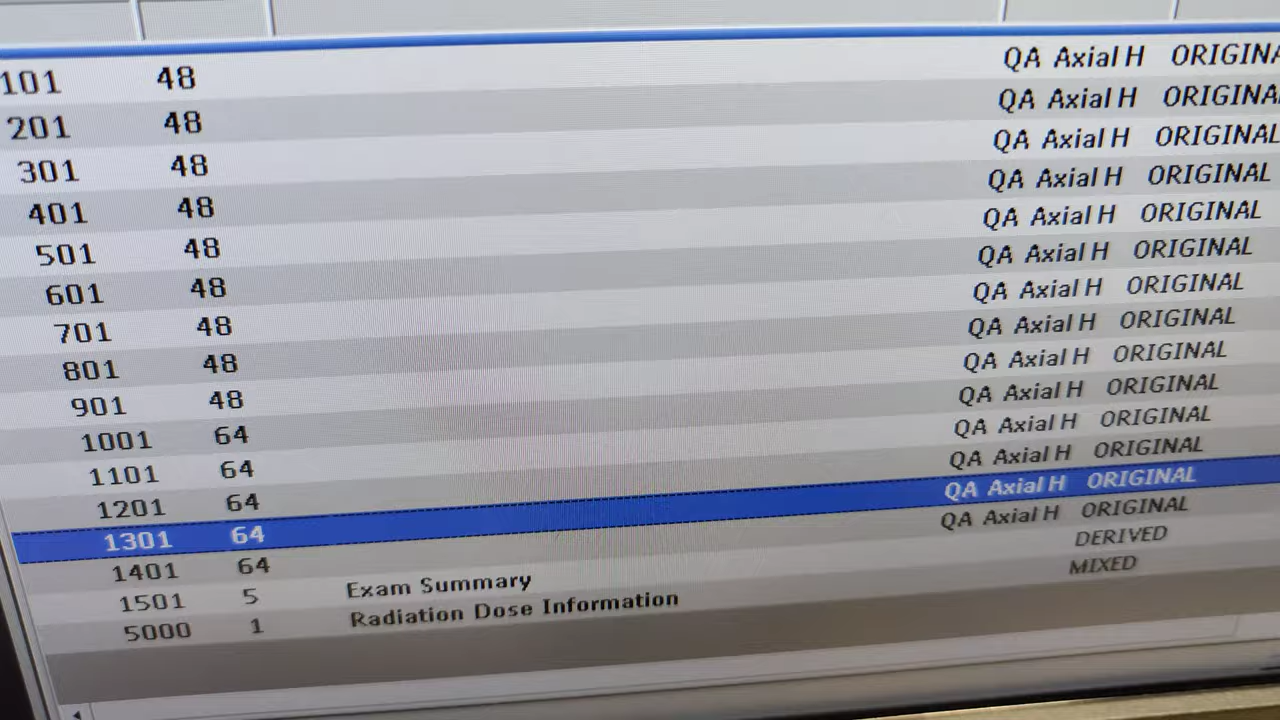 101 48 QA Axial H ORIGINA
201 48 QA Axial H ORIGINA
301 48 QA Axial H ORIGINAL
401 48 QA Axial H ORIGINAL
501 48 QA Axial H ORIGINAL
601 48 QA Axial H ORIGINAL
701 48 QA Axial H ORIGINAL
801 48 QA Axial H ORIGINAL
901 48 QA Axial H ORIGINAL
1001 64 QA Axial H ORIGINAL
1101 64 QA Axial H ORIGINAL
1201 64 QA Axial H ORIGINAL
1301 64 QA Axial H ORIGINAL
1401 64 QA Axial H ORIGINAL
1501 5 Exam Summary DERIVED
5000 1 Radiation Dose Information MIXED